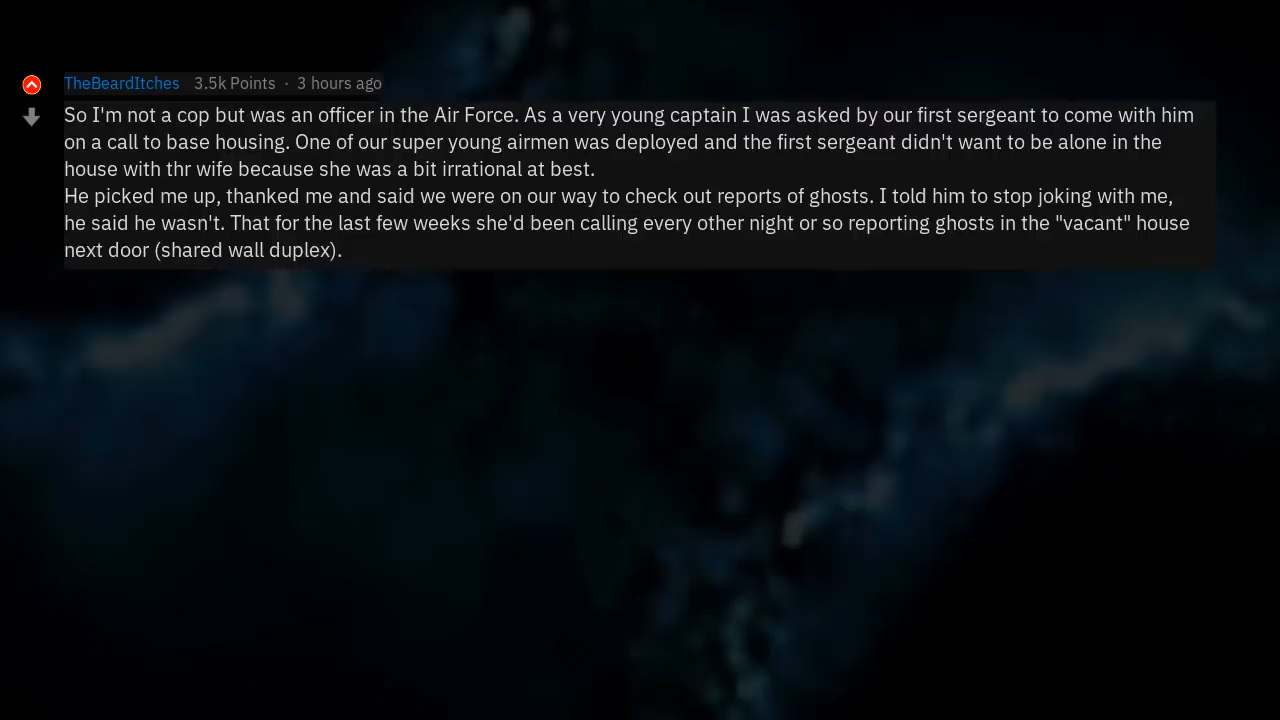 TheBeardItches 3.5k Points · 3 hours ago
So I'm not a cop but was an officer in the Air Force. As a very young captain I was asked by our first sergeant to come with him
on a call to base housing. One of our super young airmen was deployed and the first sergeant didn't want to be alone in the
house with thr wife because she was a bit irrational at best.
He picked me up, thanked me and said we were on our way to check out reports of ghosts. I told him to stop joking with me,
he said he wasn't. That for the last few weeks she'd been calling every other night or so reporting ghosts in the "vacant" house
next door (shared wall duplex).